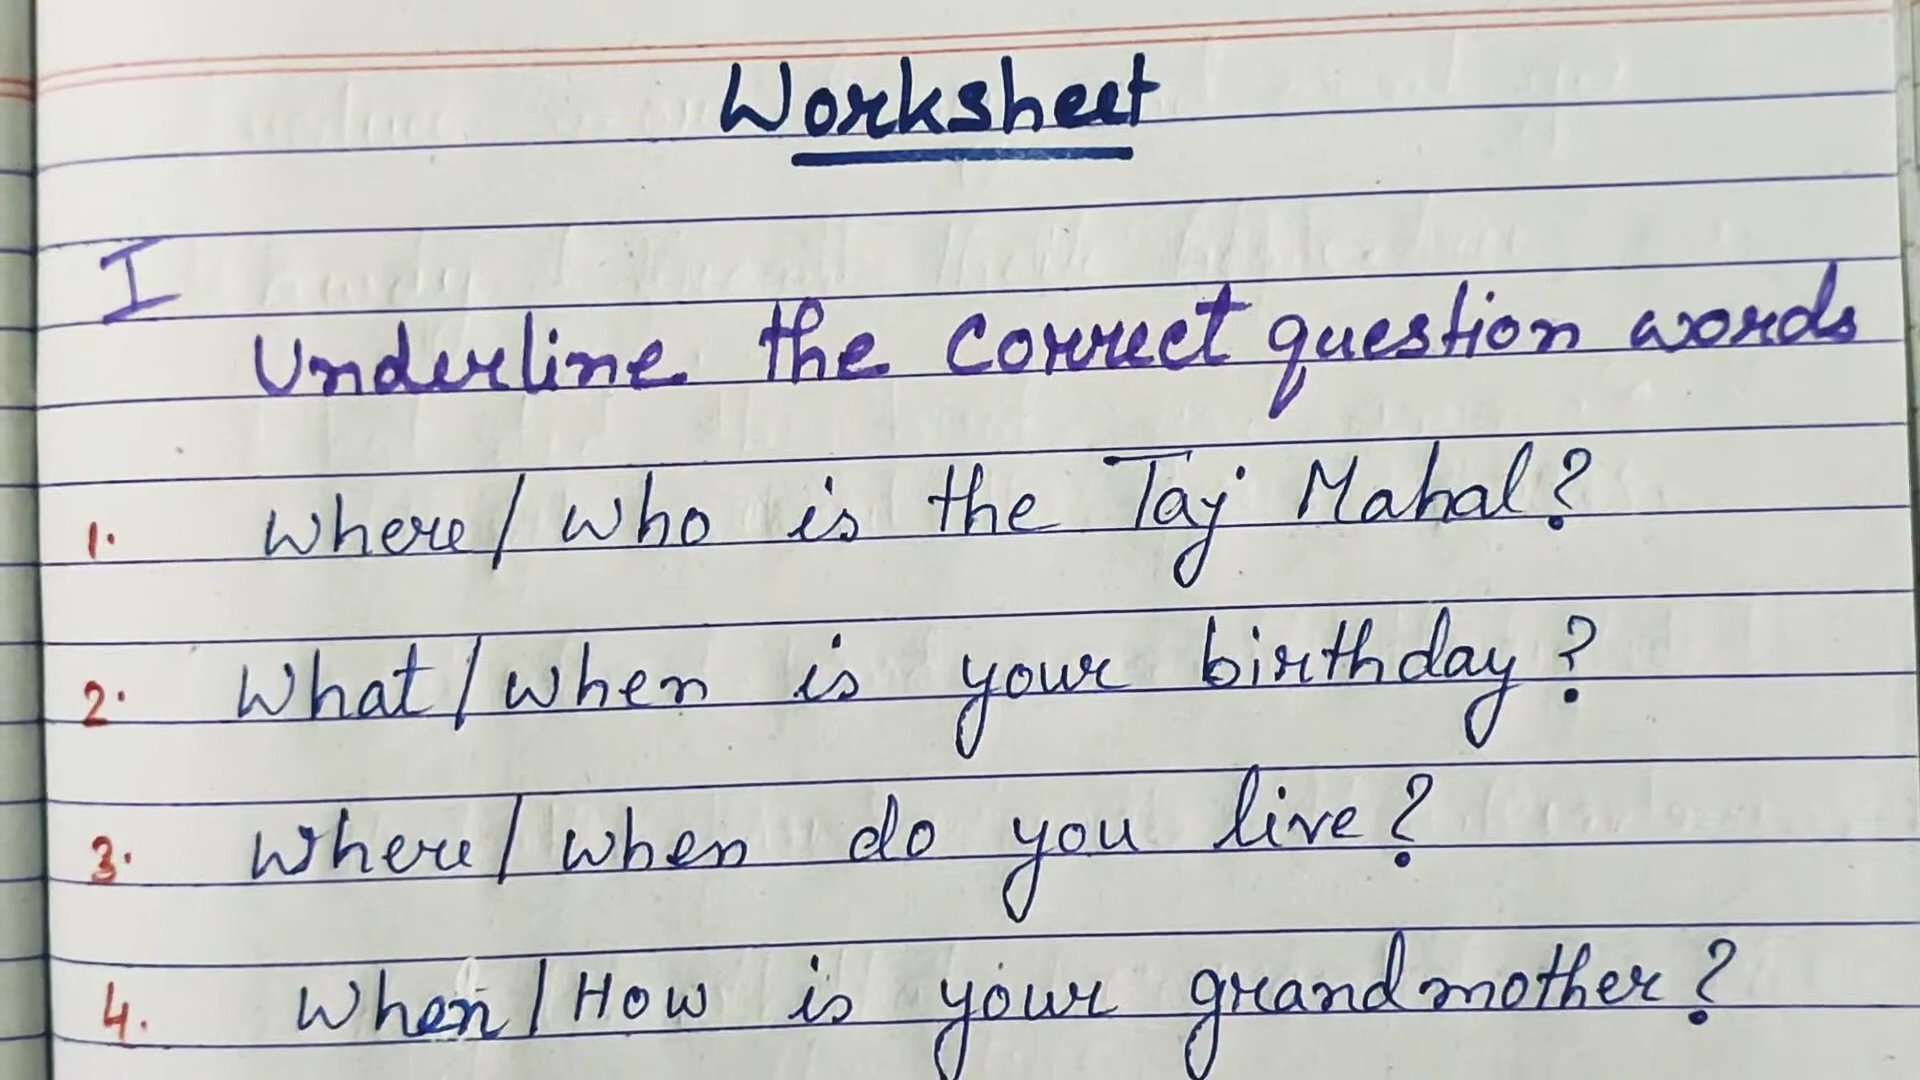 Worksheet
I
Underline the correct question words
1. Where/ who is the Taj Mahal?
2. What/when is your birthday?
3. Where/ when do you live?
4. When/How is your grandmother?